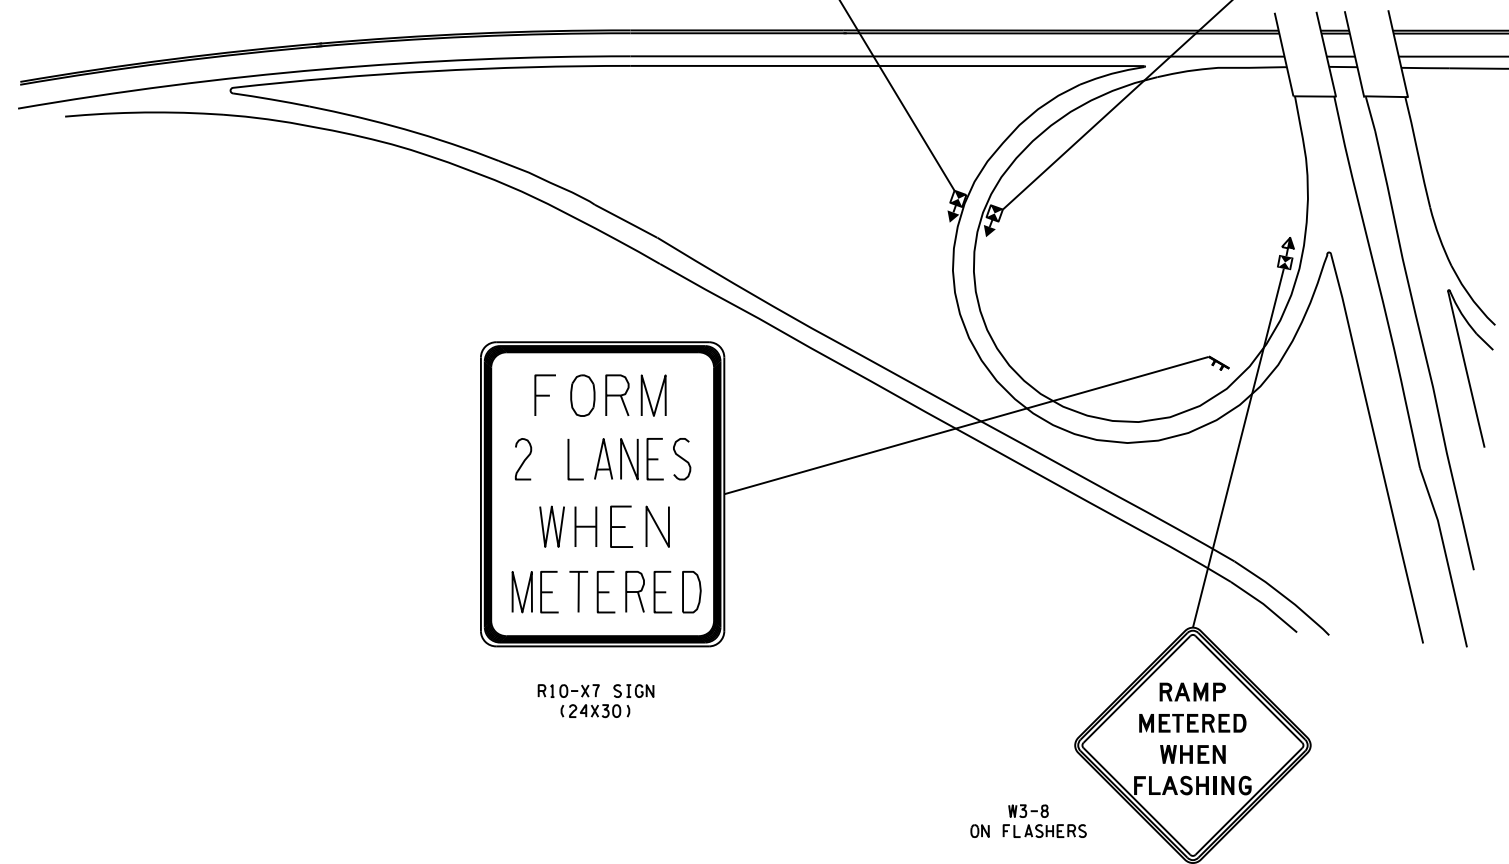 FORM
2 LANES
WHEN
METERED
R10-X7 SIGN
(24X30)
RAMP
METERED
WHEN
FLASHING
W3-8
ON FLASHERS